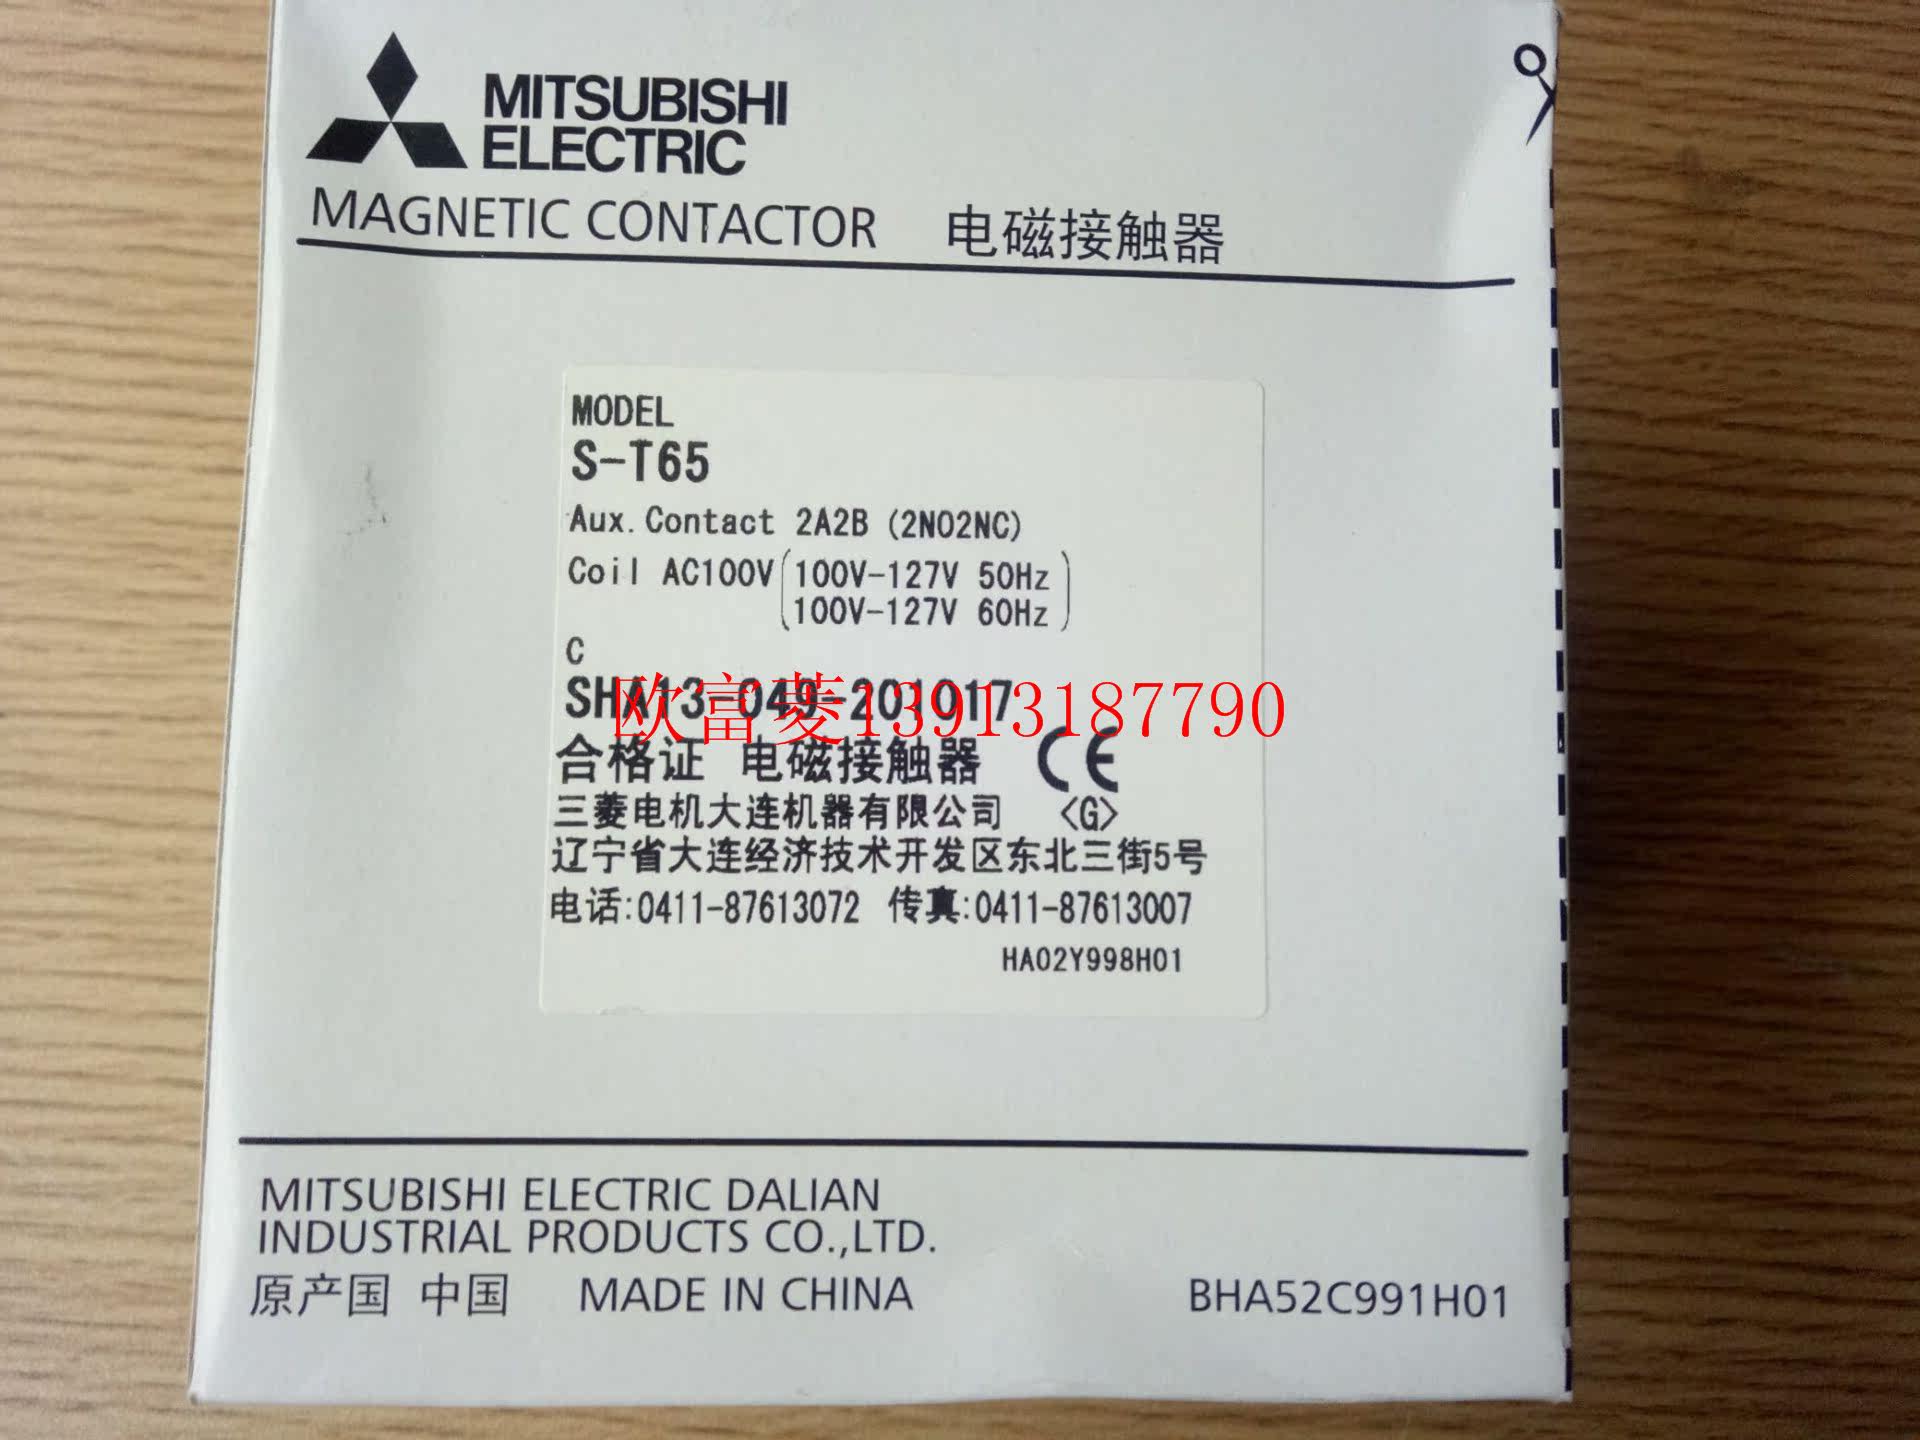 MITSUBISHI
ELECTRIC
MAGNETIC CONTACTOR 电磁接触器
MODEL
S-T65
Aux. Contact 2A2B (2NO2NC)
Coil AC100V (100V-127V 50Hz
100V-127V 60Hz)
C
SHA13-049-201017
欧富菱13913187790
合格证 电磁接触器 CE
三菱电机大连机器有限公司 <G>
辽宁省大连经济技术开发区东北三街5号
电话:0411-87613072 传真:0411-87613007
HA02Y998H01
MITSUBISHI ELECTRIC DALIAN
INDUSTRIAL PRODUCTS CO.,LTD.
原产国 中国 MADE IN CHINA BHA52C991H01